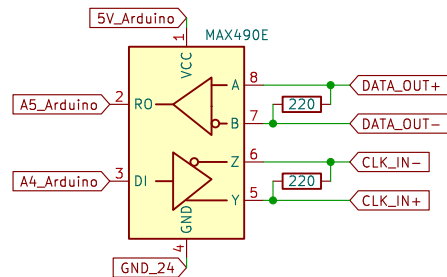 5V_Arduino
MAX490E
1
VCC
A 8 DATA_OUT+
A5_Arduino 2 RO
220
B 7 DATA_OUT-
Z 6 CLK_IN-
A4_Arduino 3 DI
220
Y 5 CLK_IN+
GND
4
GND_24